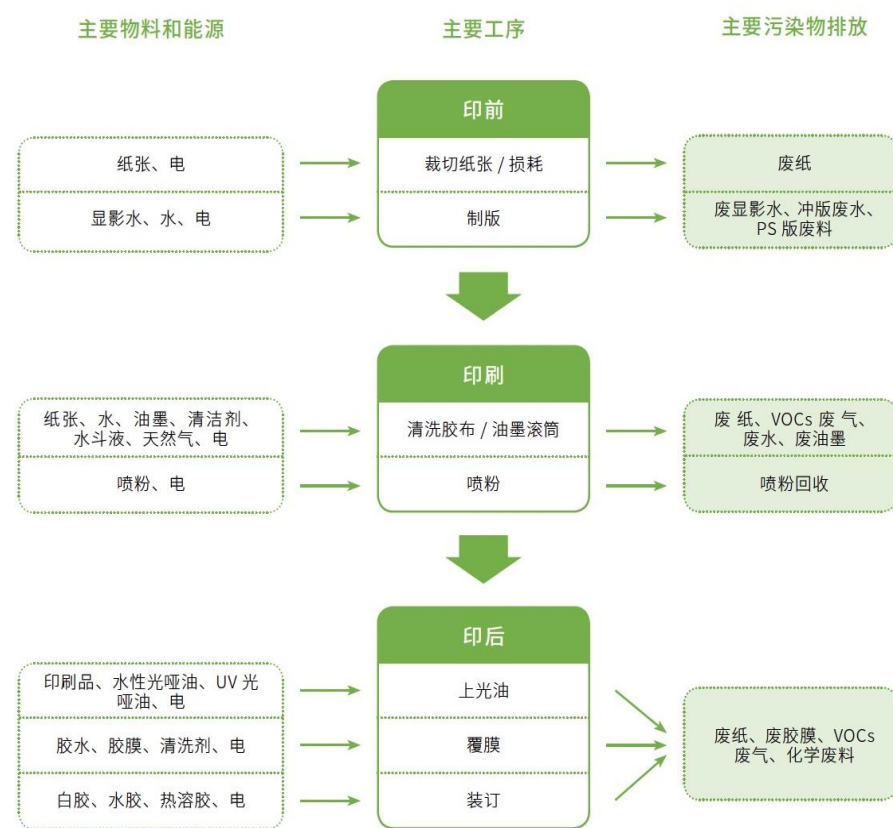 主要物料和能源
主要工序
主要污染物排放
印前
纸张、电
裁切纸张 / 损耗
废纸
显影水、水、电
制版
废显影水、冲版废水、
PS 版废料
印刷
纸张、水、油墨、清洁剂、
水斗液、天然气、电
清洗胶布 / 油墨滚筒
废 纸、VOCs 废 气、
废水、废油墨
喷粉、电
喷粉
喷粉回收
印后
印刷品、水性光哑油、UV 光
哑油、电
上光油
胶水、胶膜、清洗剂、电
覆膜
废纸、废胶膜、VOCs
废气、化学废料
白胶、水胶、热溶胶、电
装订